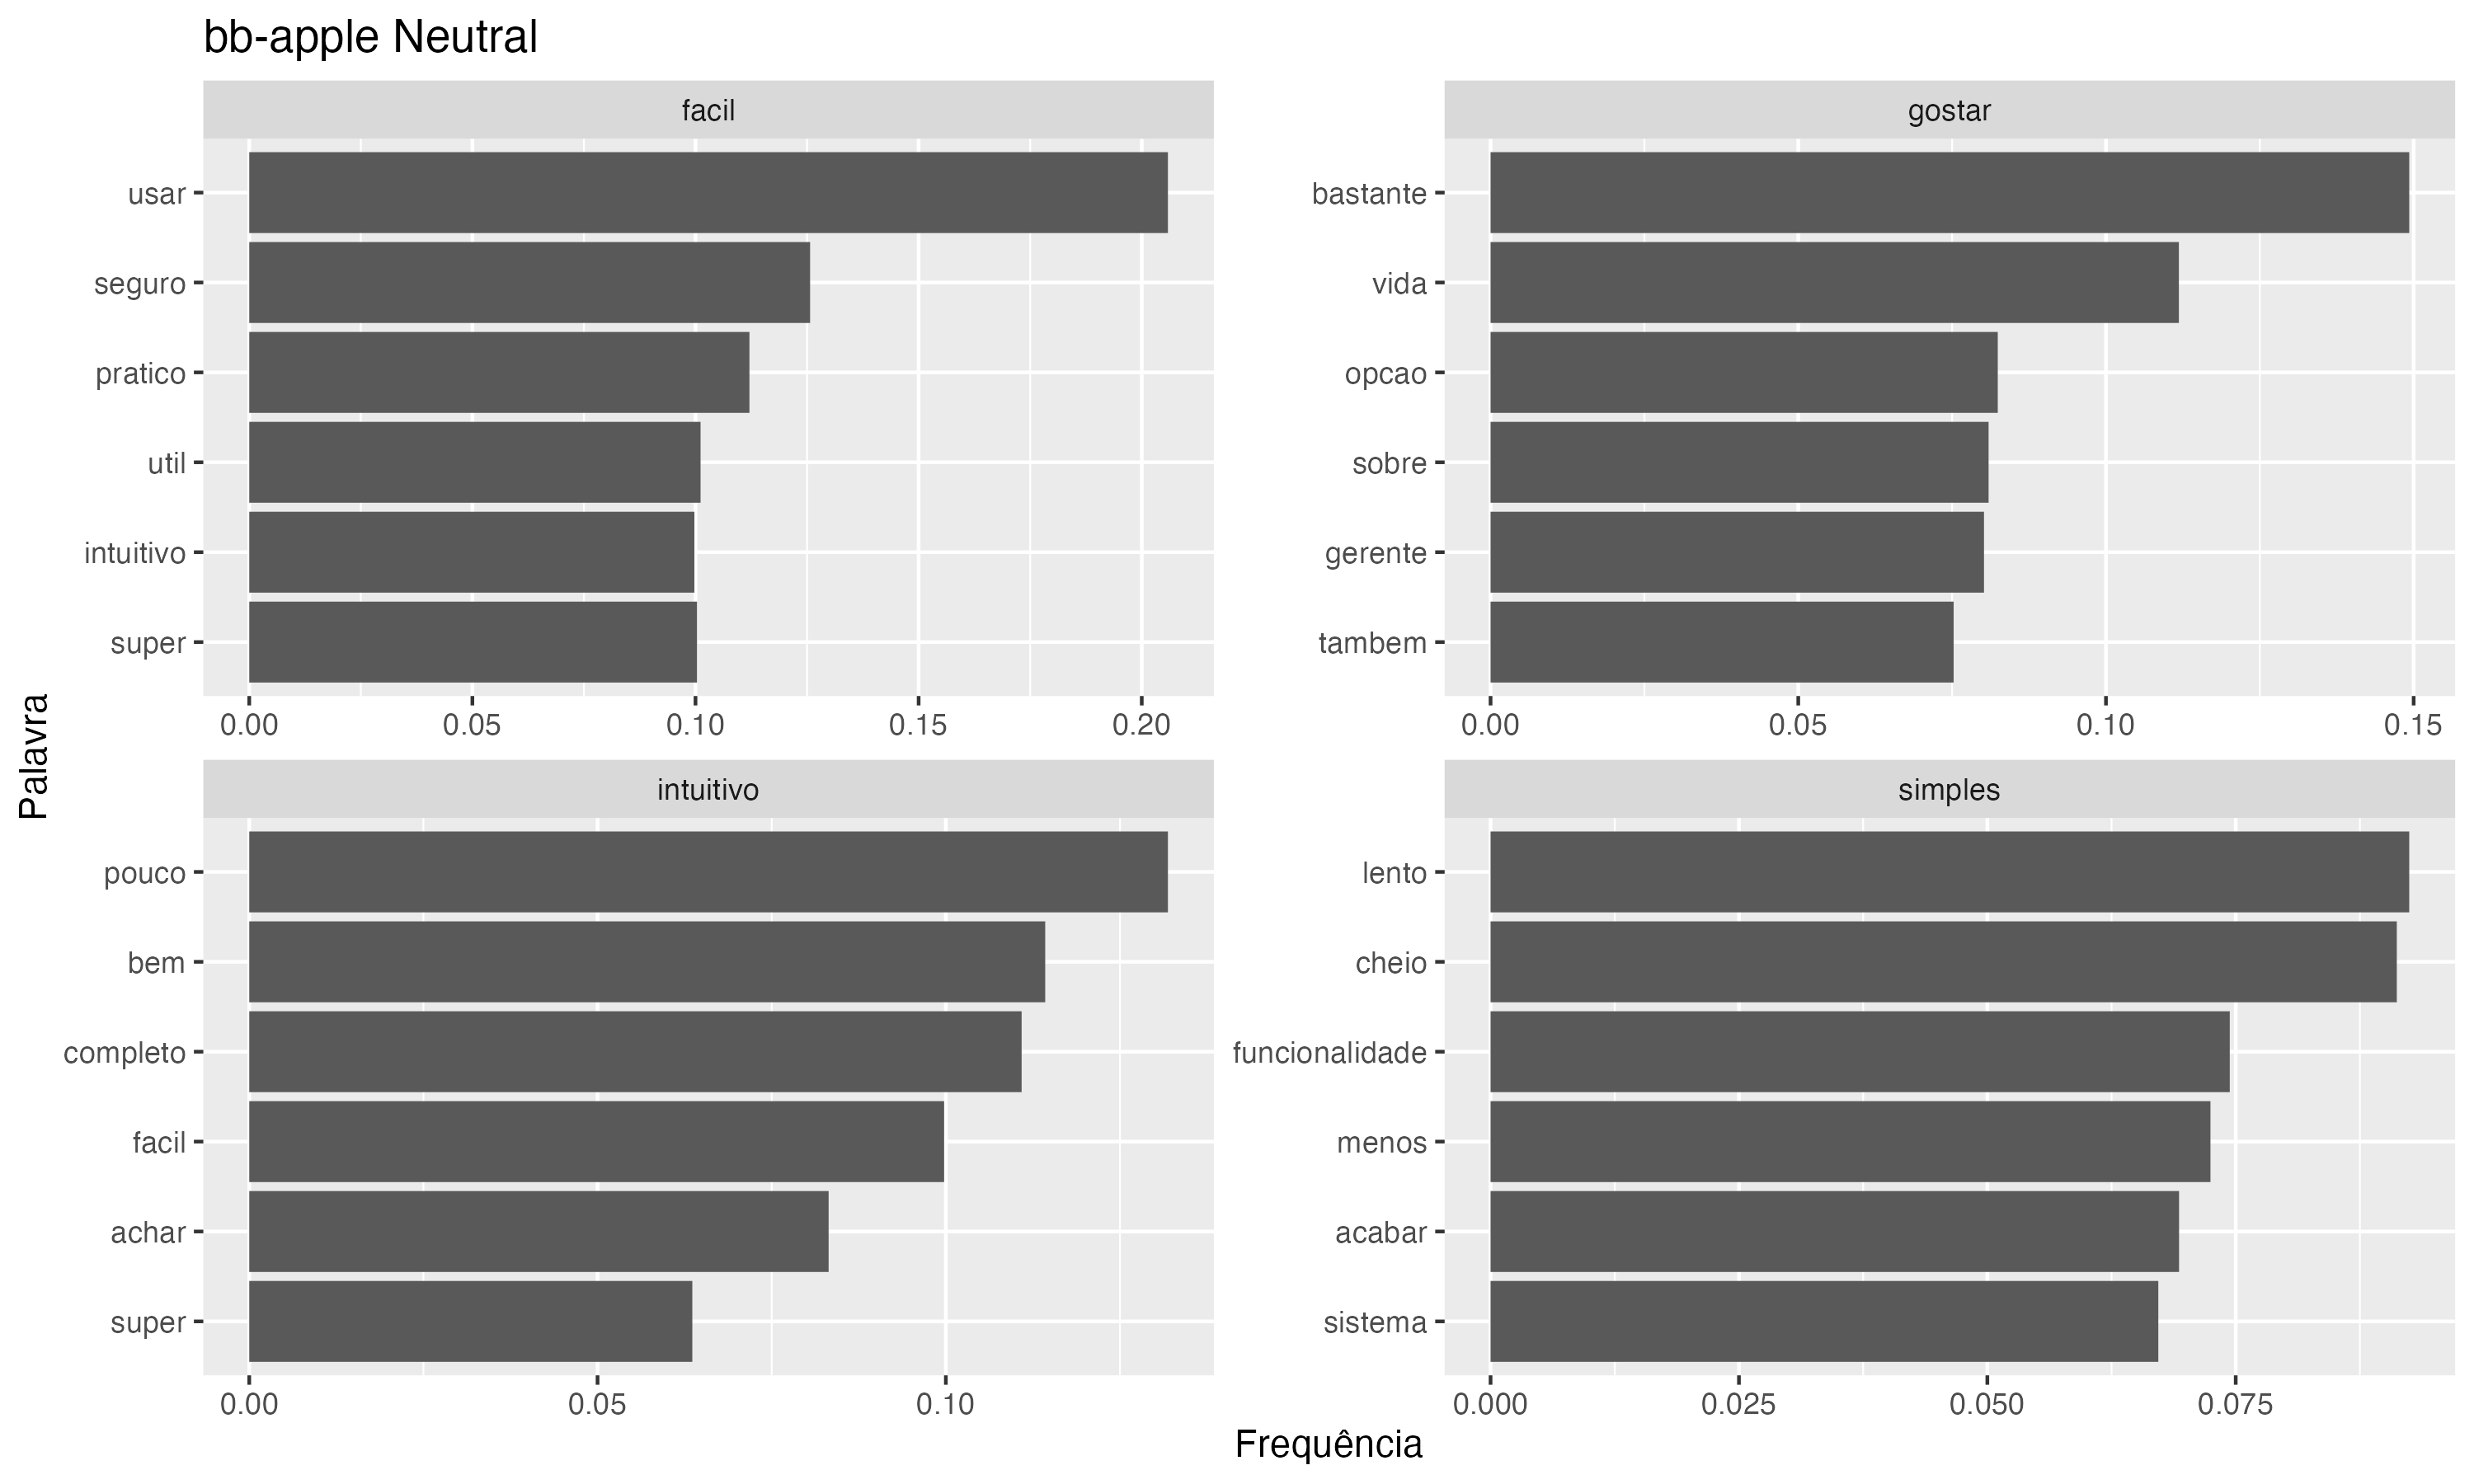 bb-apple Neutral
facil
usar
seguro
pratico
util
intuitivo
super
0.00 0.05 0.10 0.15 0.20
gostar
bastante
vida
opcao
sobre
gerente
tambem
0.00 0.05 0.10 0.15
intuitivo
pouco
bem
completo
facil
achar
super
0.00 0.05 0.10
simples
lento
cheio
funcionalidade
menos
acabar
sistema
0.000 0.025 0.050 0.075
Palavra
Frequência